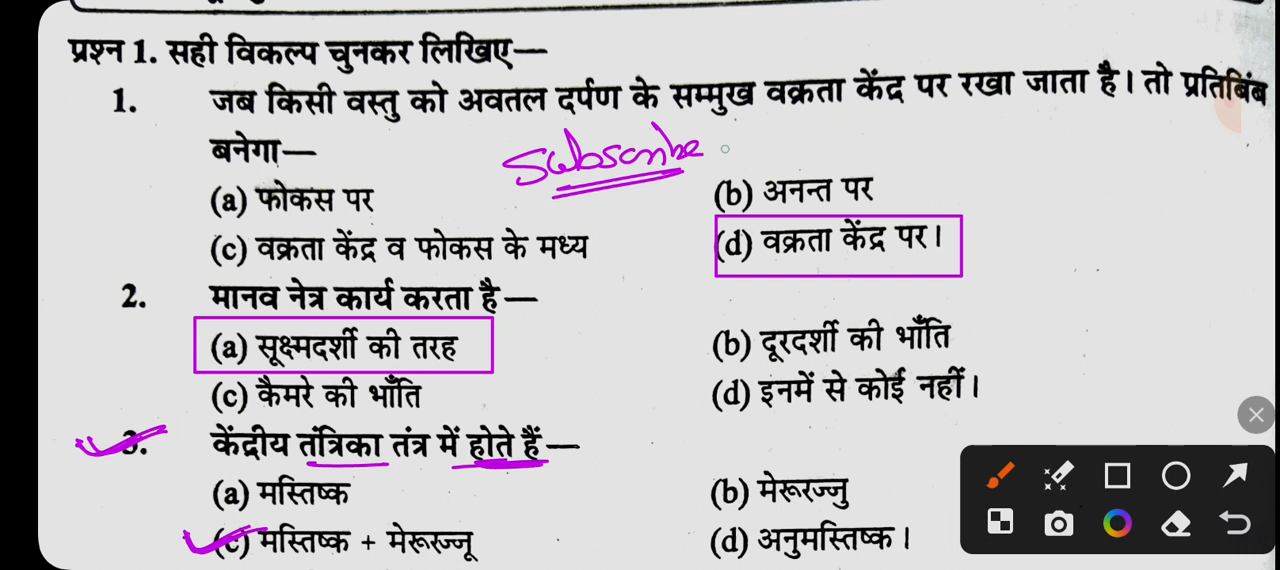 प्रश्न 1. सही विकल्प चुनकर लिखिए—
1. जब किसी वस्तु को अवतल दर्पण के सम्मुख वक्रता केंद्र पर रखा जाता है। तो प्रतिबिंब
बनेगा—
Subscribe
(a) फोकस पर (b) अनन्त पर
(c) वक्रता केंद्र व फोकस के मध्य (d) वक्रता केंद्र पर।
2. मानव नेत्र कार्य करता है—
(a) सूक्ष्मदर्शी की तरह (b) दूरदर्शी की भाँति
(c) कैमरे की भाँति (d) इनमें से कोई नहीं।
3. केंद्रीय तंत्रिका तंत्र में होते हैं—
(a) मस्तिष्क (b) मेरूरज्जु
(c) मस्तिष्क + मेरूरज्जू (d) अनुमस्तिष्क।